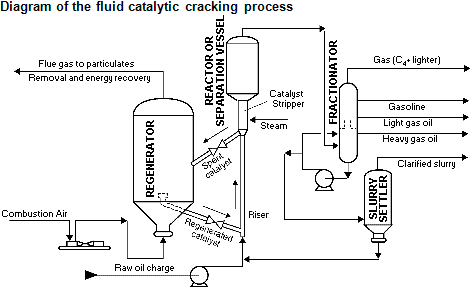 Diagram of the fluid catalytic cracking process
Flue gas to particulates
Removal and energy recovery
REACTOR OR
SEPARATION VESSEL
Catalyst
Stripper
Steam
FRACTIONATOR
Gas (C4+ lighter)
Gasoline
Light gas oil
Heavy gas oil
Clarified slurry
REGENERATOR
Spent
catalyst
SLURRY
SETTLER
Combustion Air
Regenerated
catalyst
Riser
Raw oil charge